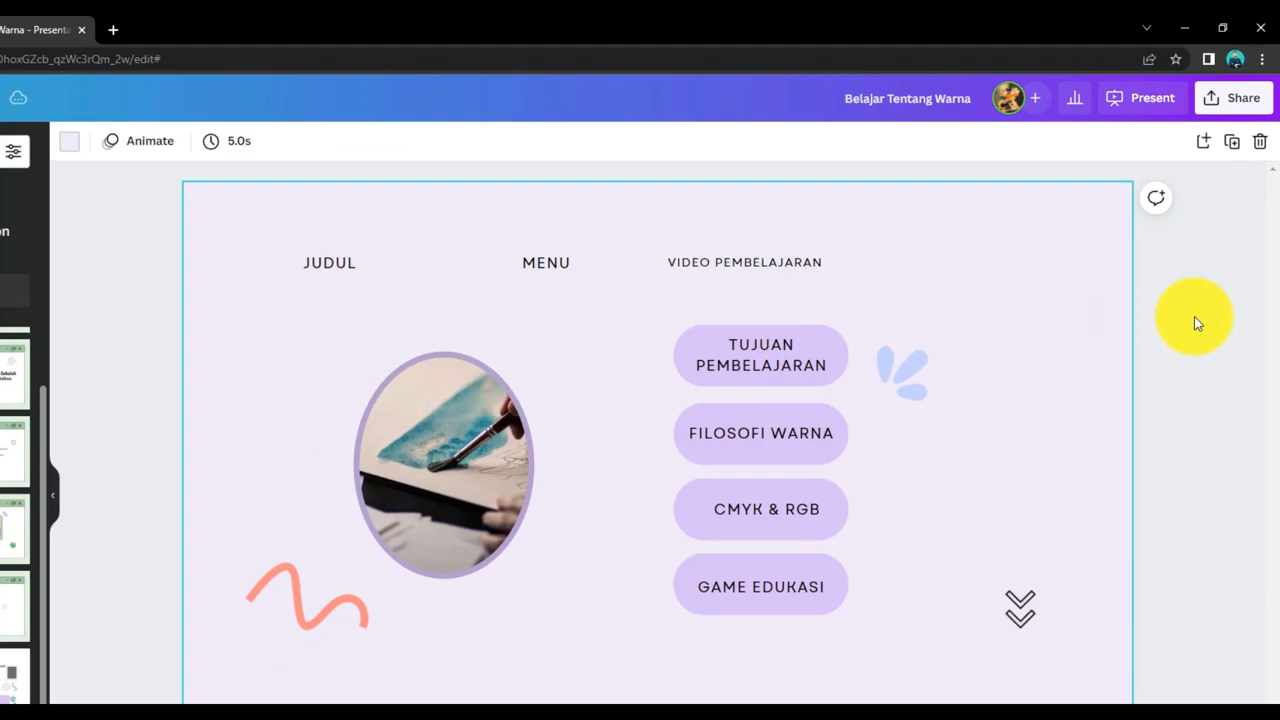 Warna - Presenta
DhoxGZcb_qzWc3rQm_2w/edit#
Belajar Tentang Warna
Present
Share
Animate
5.0s
on
JUDUL
MENU
VIDEO PEMBELAJARAN
TUJUAN
PEMBELAJARAN
FILOSOFI WARNA
CMYK & RGB
GAME EDUKASI